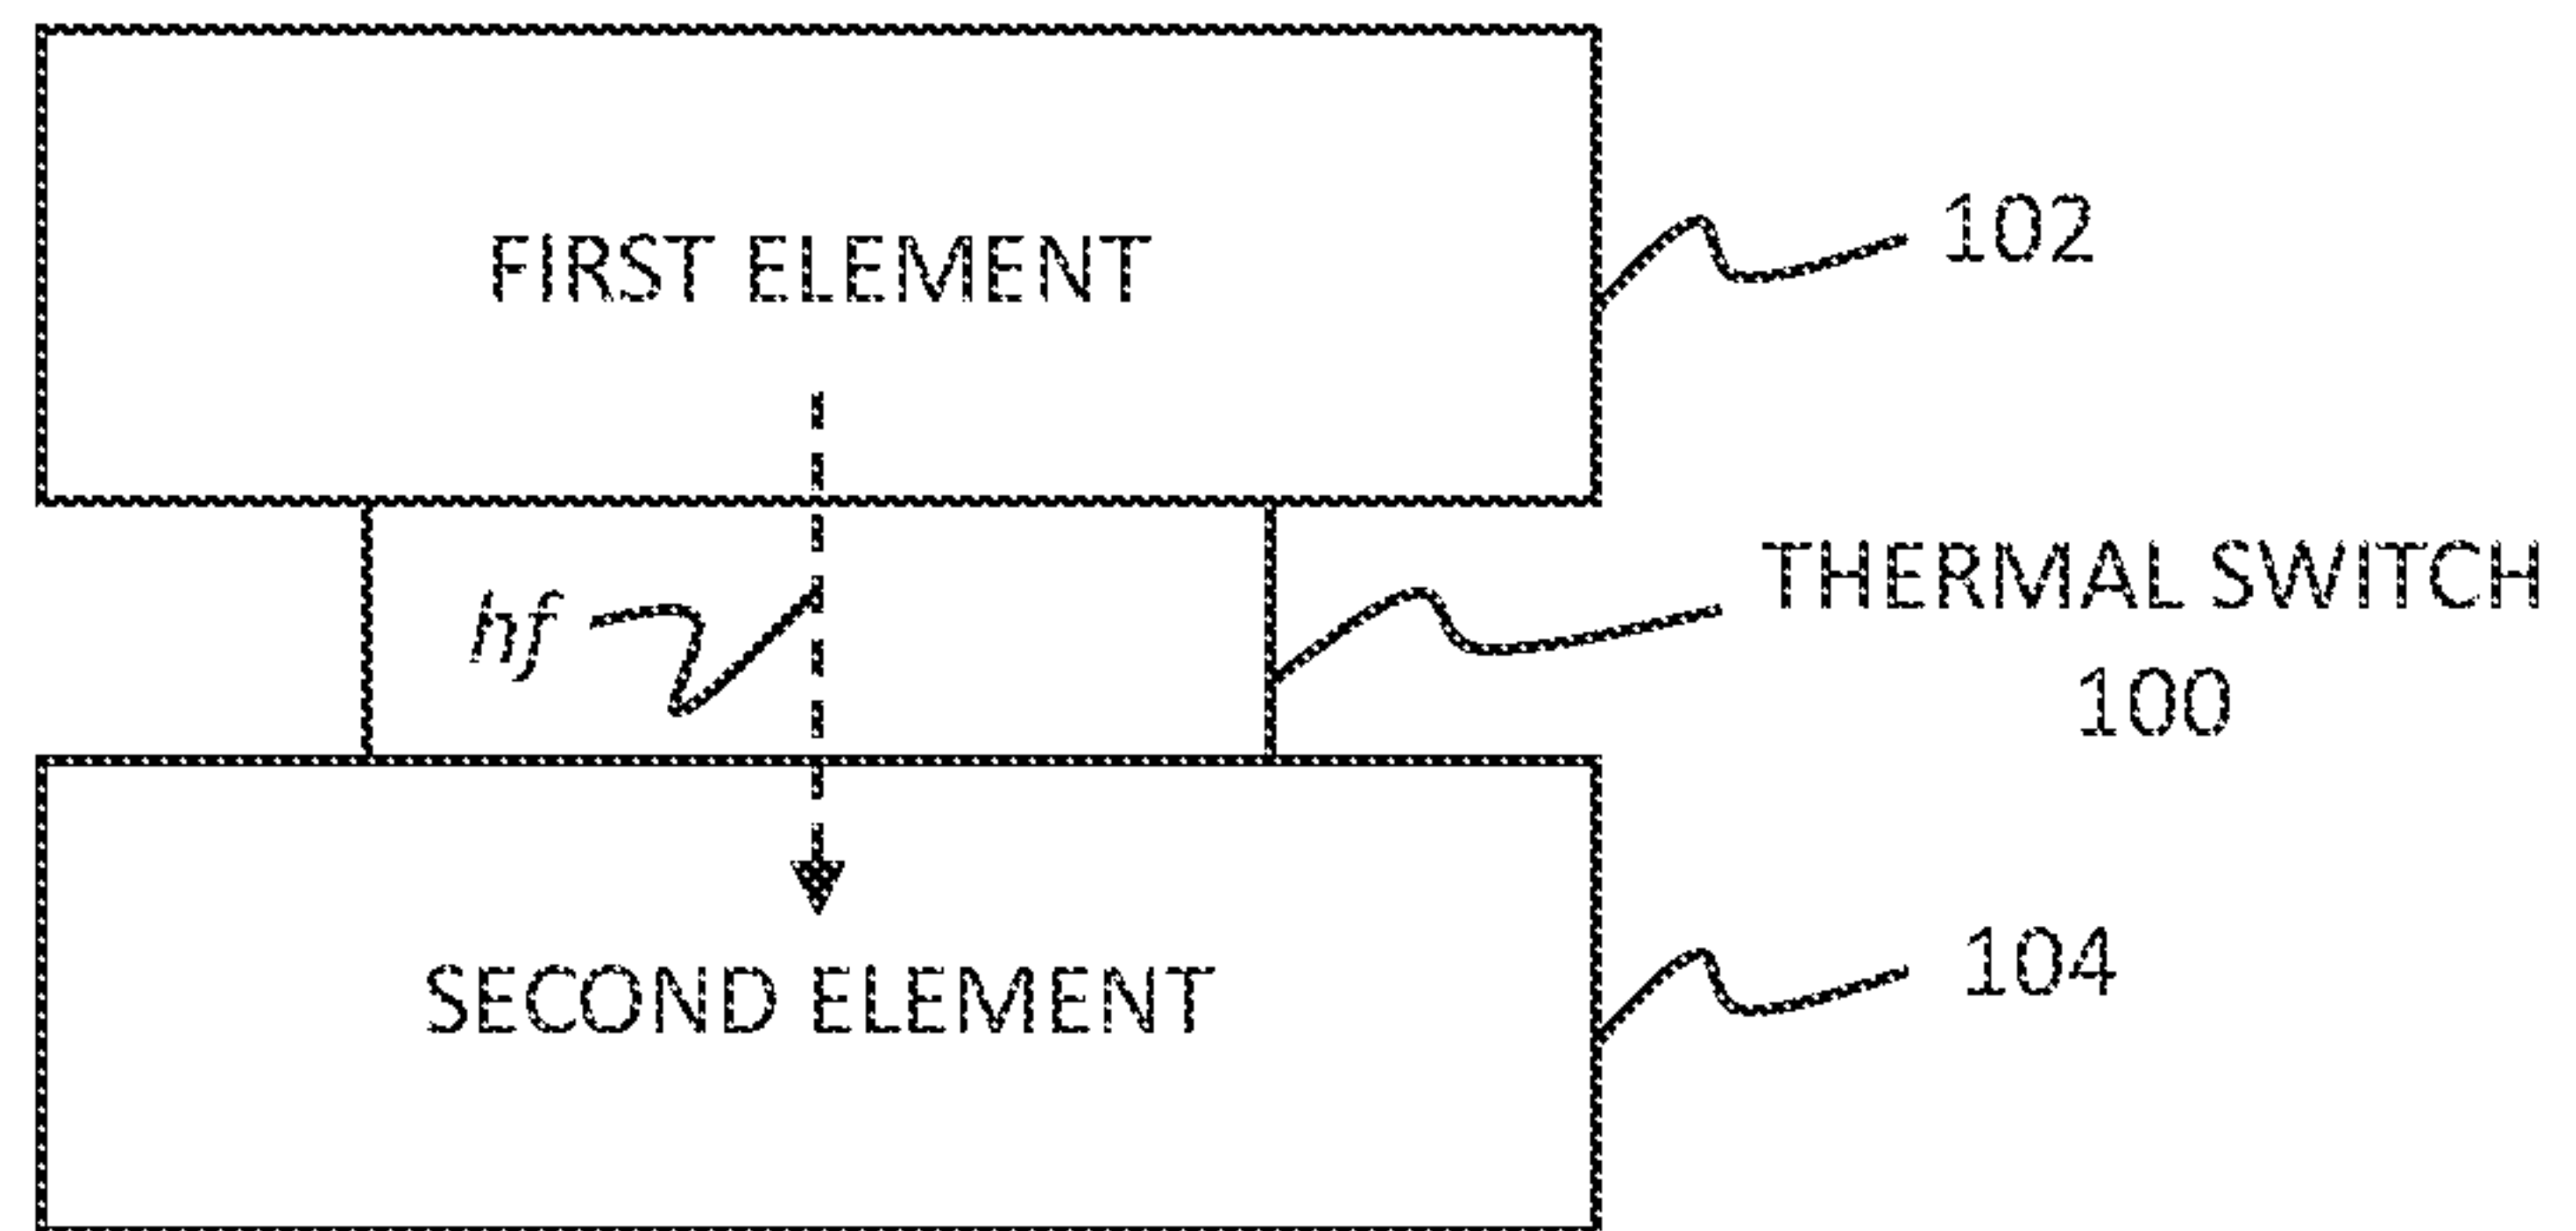 FIRST ELEMENT
102
hf
THERMAL SWITCH
100
SECOND ELEMENT
104